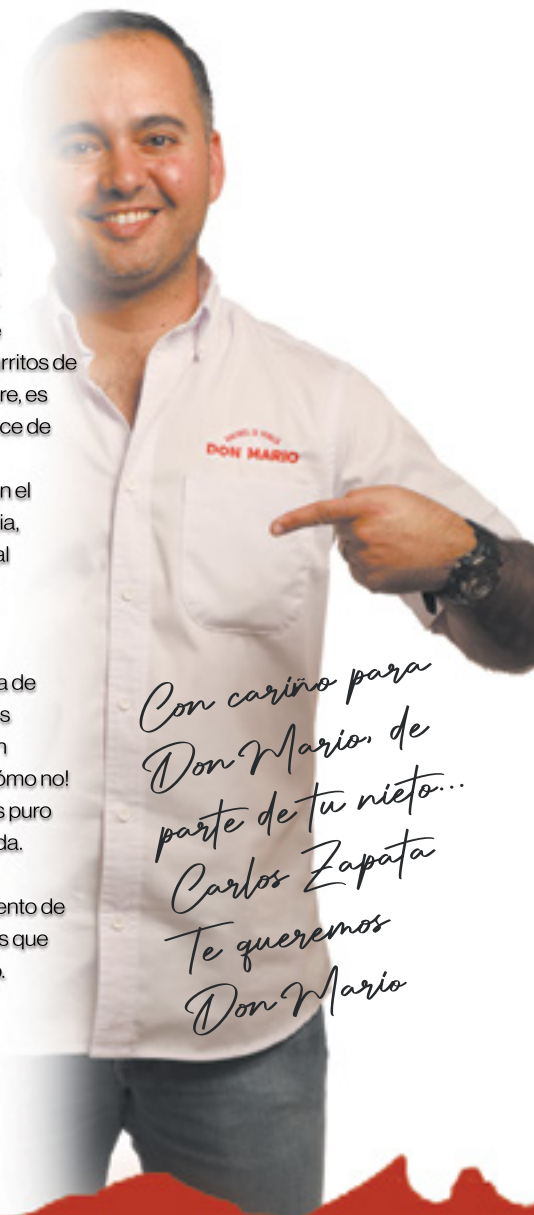 rritos de
re, es
ce de
n el
ia,
al
DON MARIO
a de
s
n
ómo no!
s puro
da.
ento de
s que
o.
Con cariño para
Don Mario, de
parte de tu nieto...
Carlos Zapata
Te queremos
Don Mario